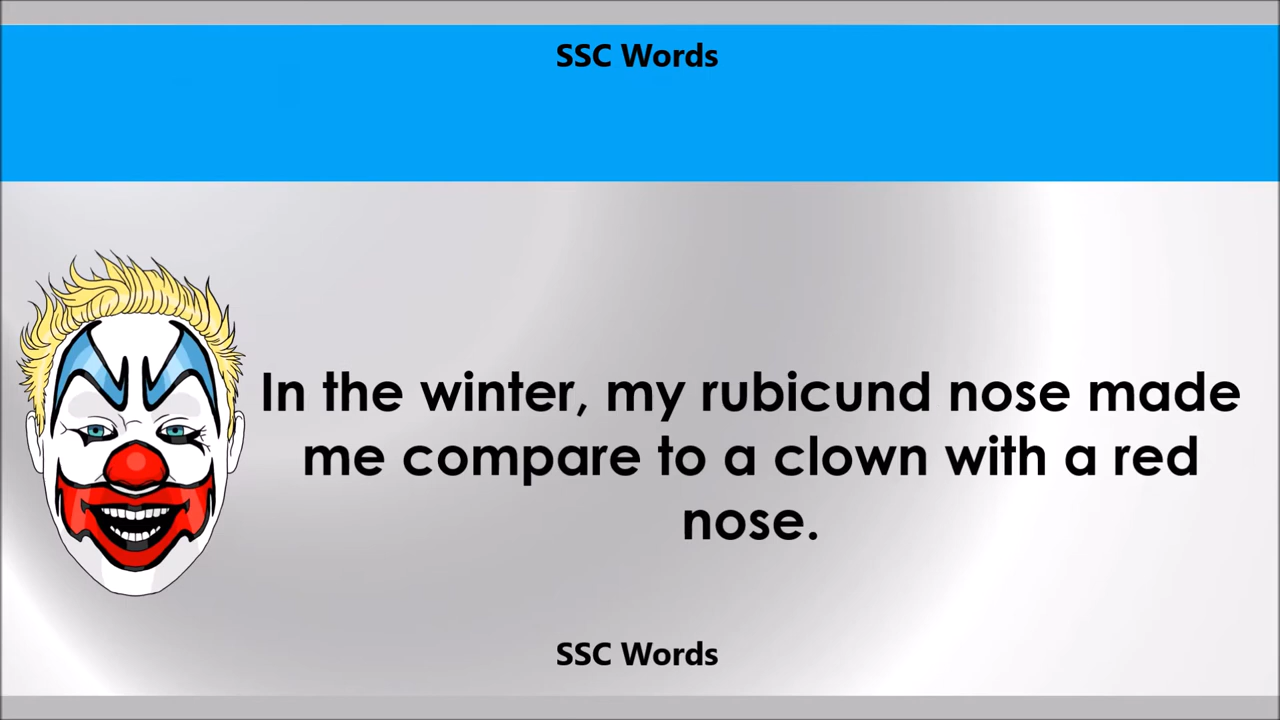 SSC Words
In the winter, my rubicund nose made
me compare to a clown with a red
nose.
SSC Words